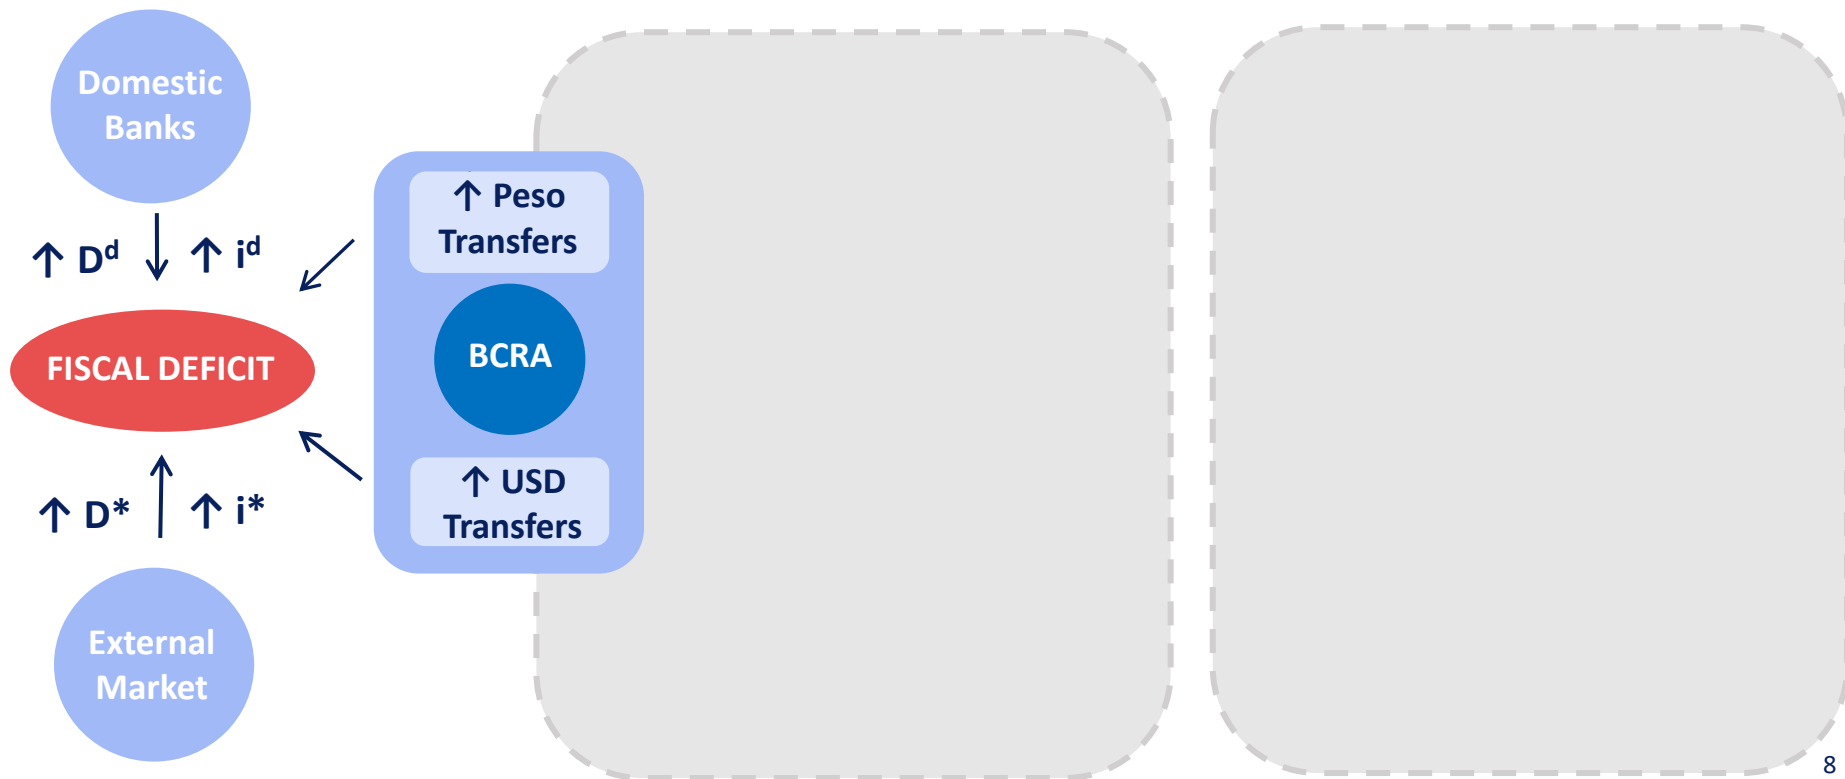 Domestic
Banks
↑ Dᵈ
↑ iᵈ
FISCAL DEFICIT
↑ D*
↑ i*
External
Market
↑ Peso
Transfers
BCRA
↑ USD
Transfers
8